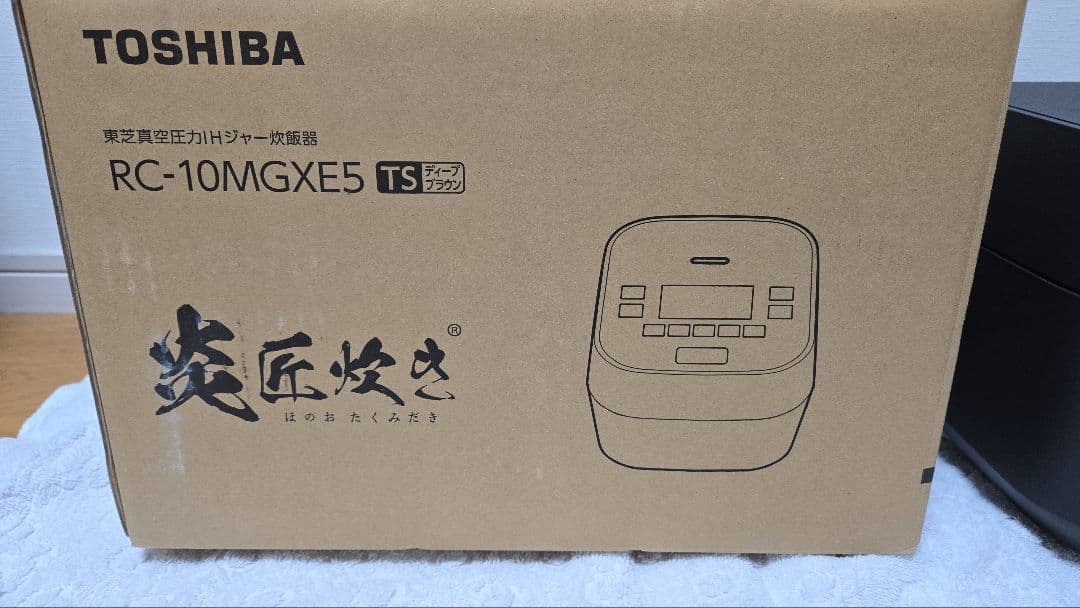 TOSHIBA
東芝真空圧力IHジャー炊飯器
RC-10MGXE5 TS ディープブラウン
炎 匠炊き®
ほのお たくみだき